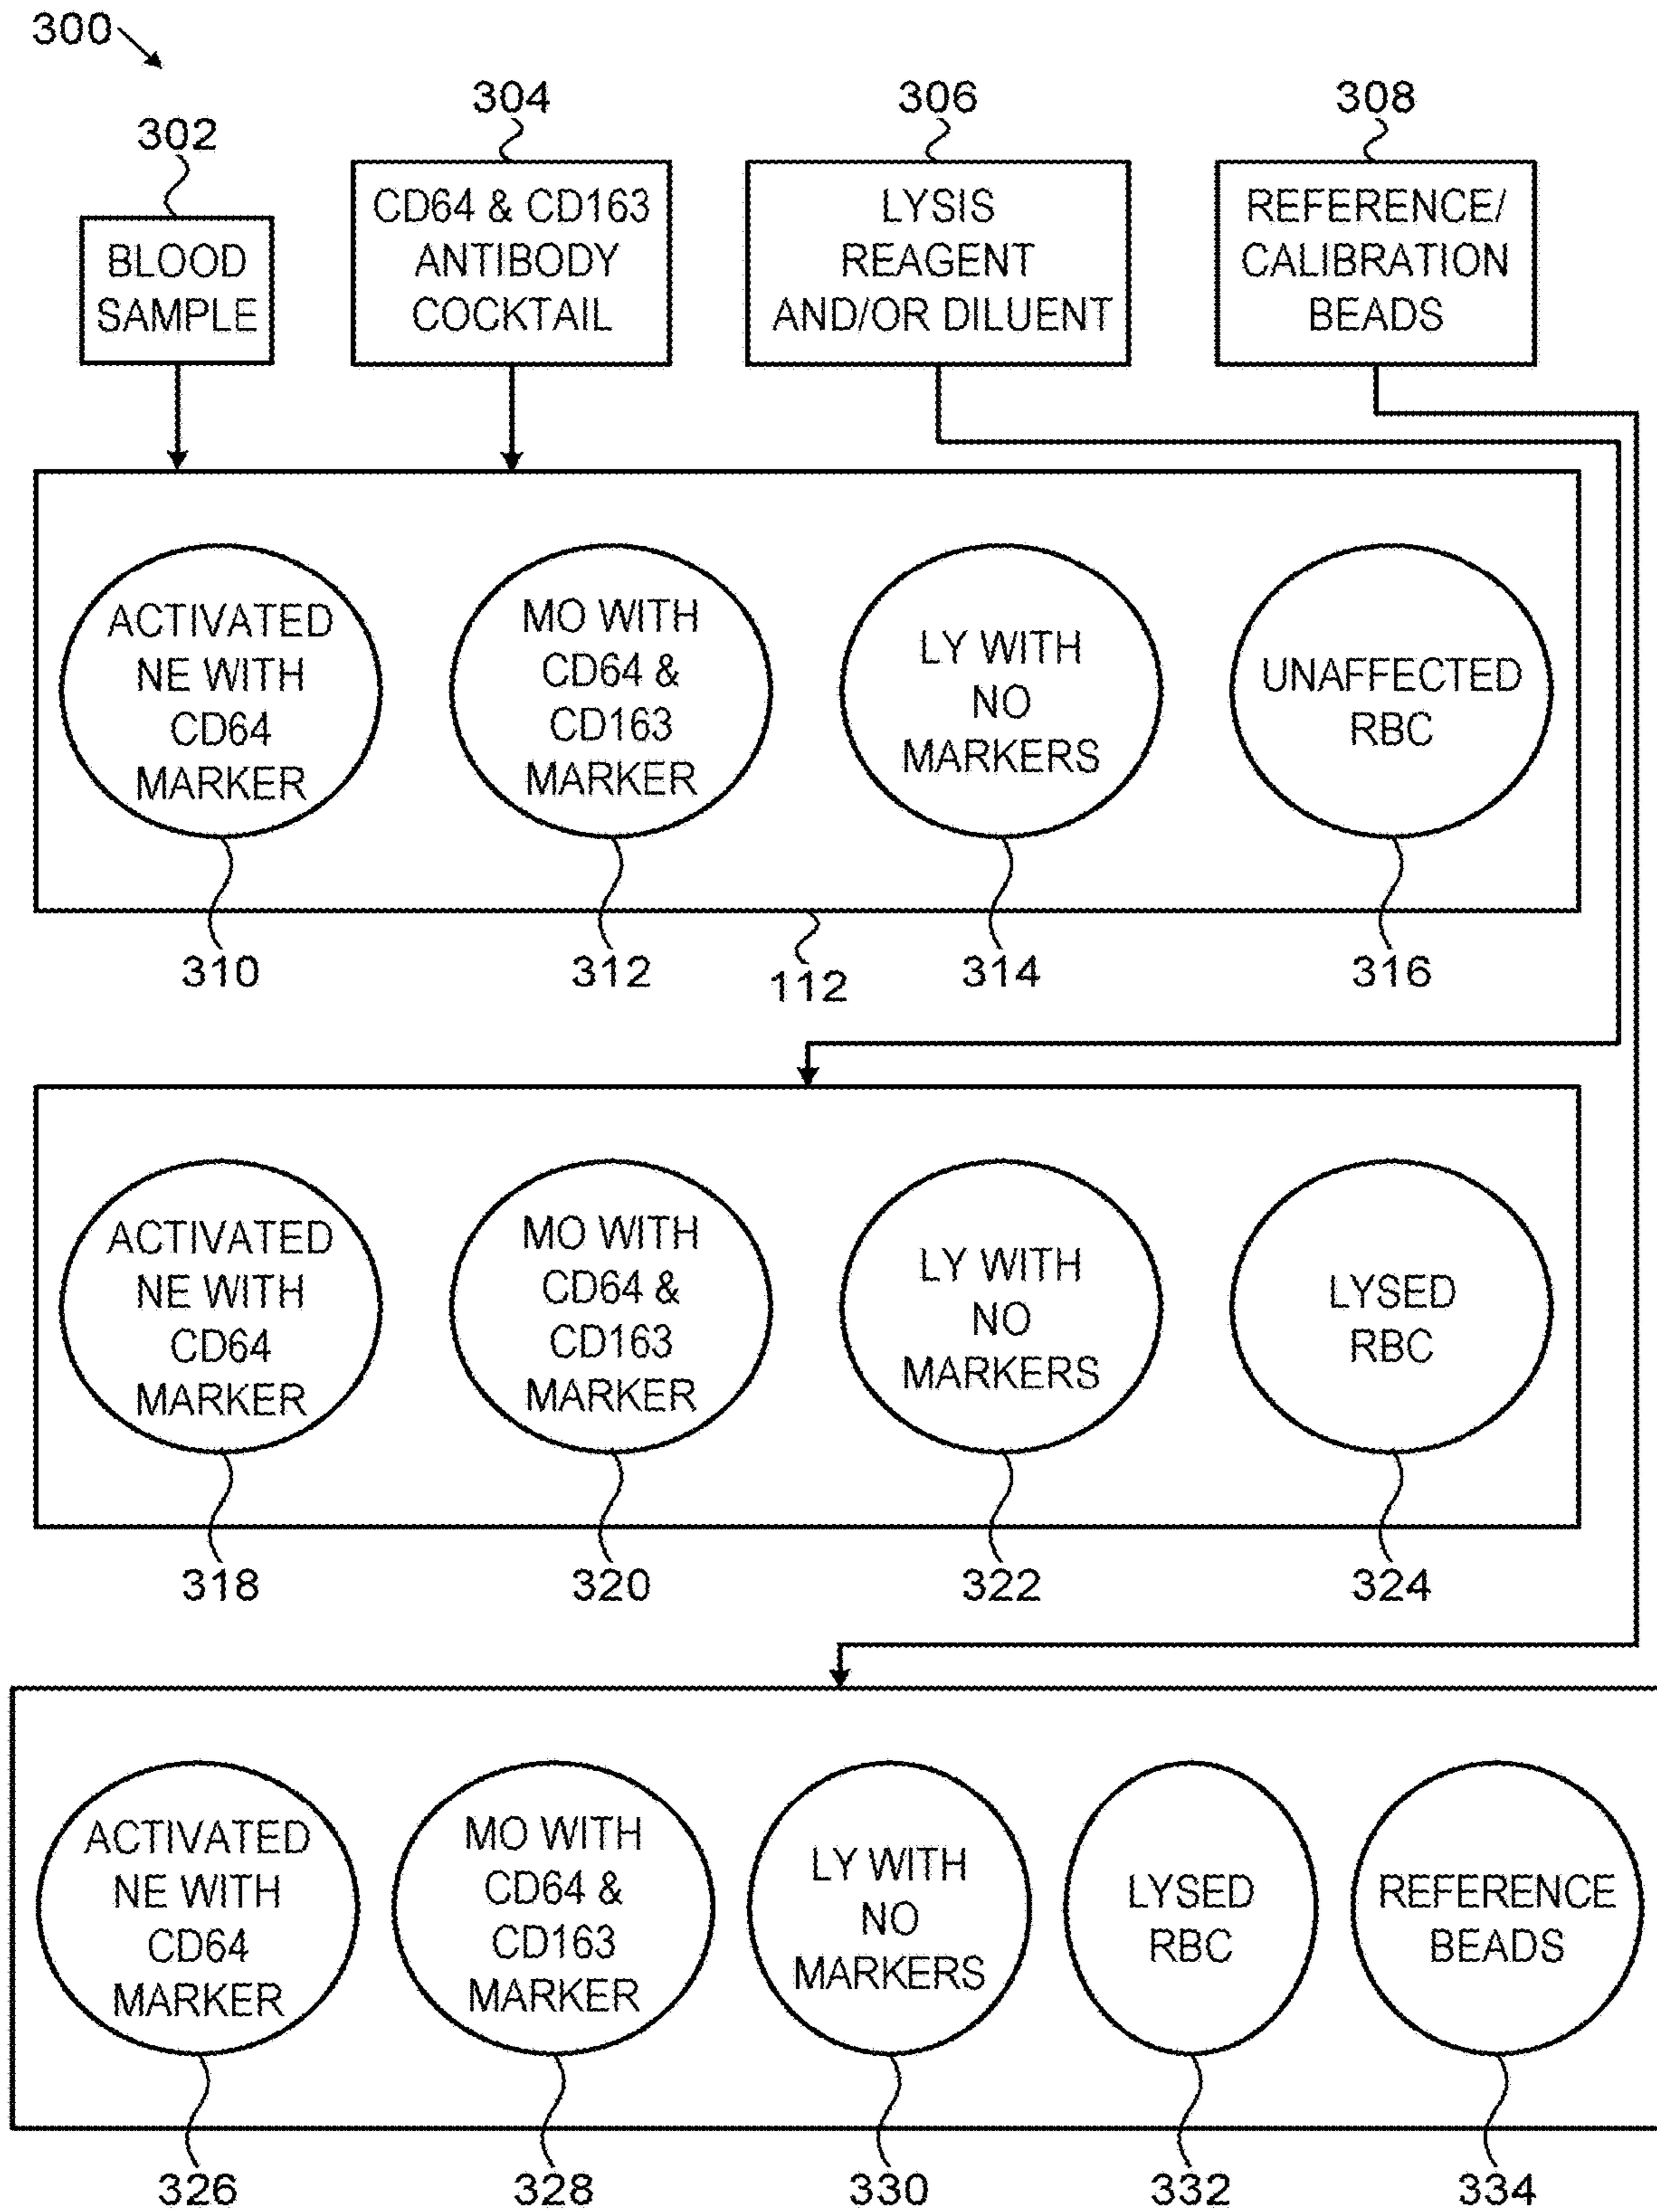 300
302
304
306
308
BLOOD
SAMPLE
CD64 & CD163
ANTIBODY
COCKTAIL
LYSIS
REAGENT
AND/OR DILUENT
REFERENCE/
CALIBRATION
BEADS
ACTIVATED
NE WITH
CD64
MARKER
MO WITH
CD64 &
CD163
MARKER
LY WITH
NO
MARKERS
UNAFFECTED
RBC
310
312
112
314
316
ACTIVATED
NE WITH
CD64
MARKER
MO WITH
CD64 &
CD163
MARKER
LY WITH
NO
MARKERS
LYSED
RBC
318
320
322
324
ACTIVATED
NE WITH
CD64
MARKER
MO WITH
CD64 &
CD163
MARKER
LY WITH
NO
MARKERS
LYSED
RBC
REFERENCE
BEADS
326
328
330
332
334